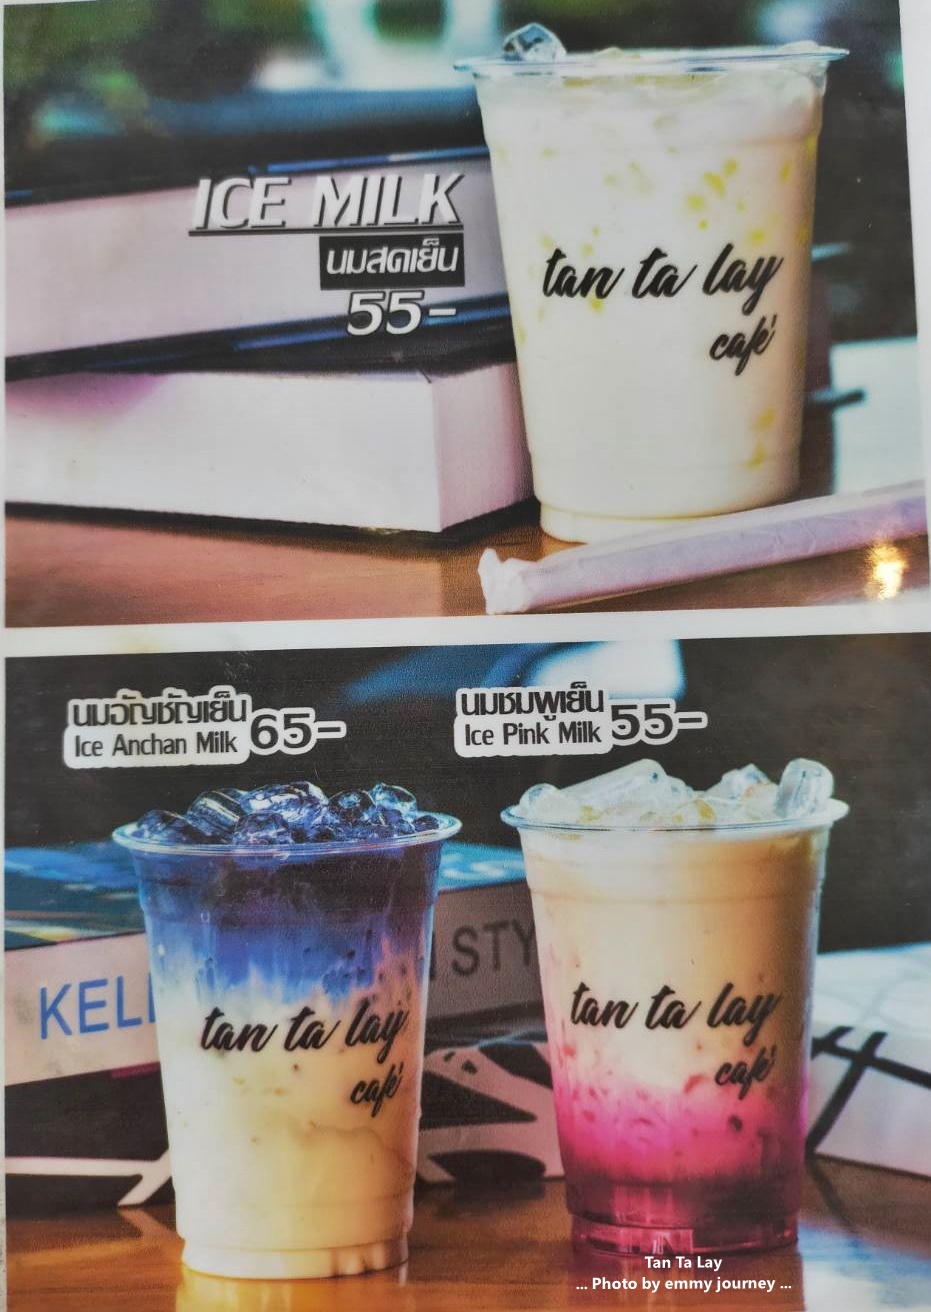 ICE MILK
นมสดเย็น
55-
tan ta lay
café
นมอัญชัญเย็น
Ice Anchan Milk 65-
นมชมพูเย็น
Ice Pink Milk 55-
KELL
STY
tan ta lay
café
tan ta lay
café
Tan Ta Lay
... Photo by emmy journey ...